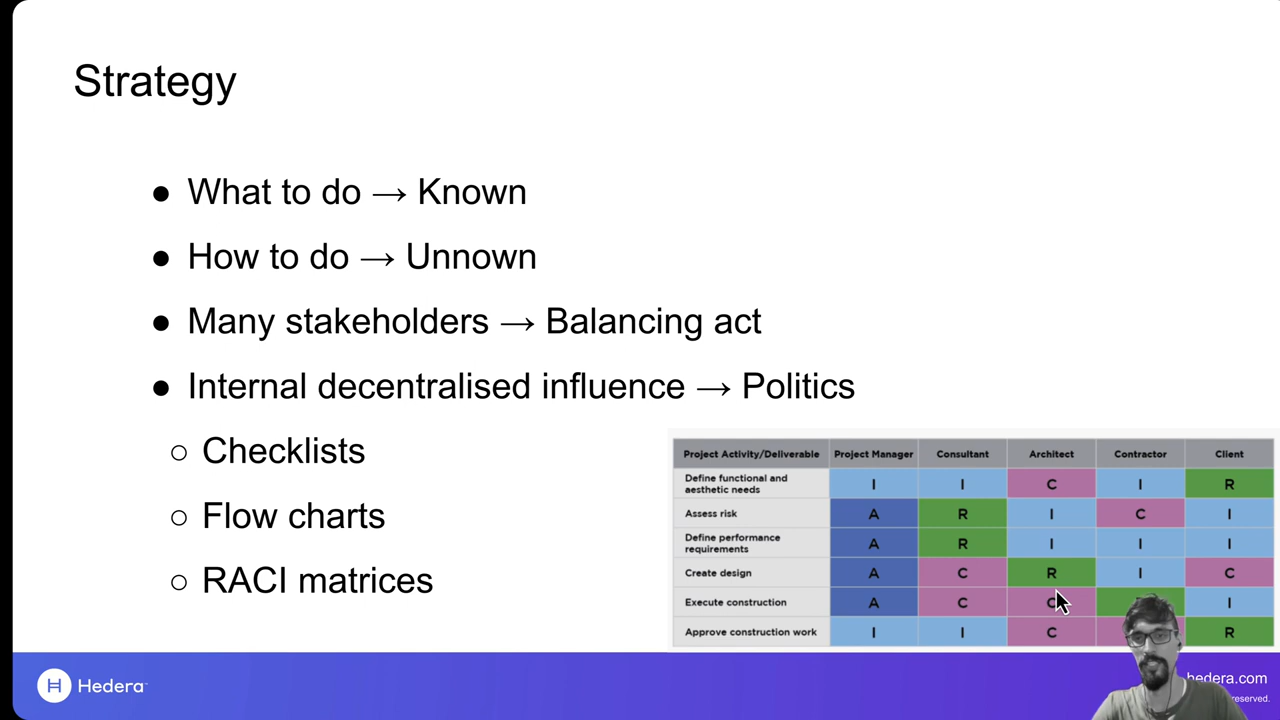 Strategy
● What to do → Known
● How to do → Unnown
● Many stakeholders → Balancing act
● Internal decentralised influence → Politics
○ Checklists
○ Flow charts
○ RACI matrices
Project Activity/Deliverable Project Manager Consultant Architect Contractor Client
Define functional and aesthetic needs I I C I R
Assess risk A R I C I
Define performance requirements A R I I I
Create design A C R I C
Execute construction A C C I
Approve construction work I I C R
H Hedera
hedera.com
reserved.